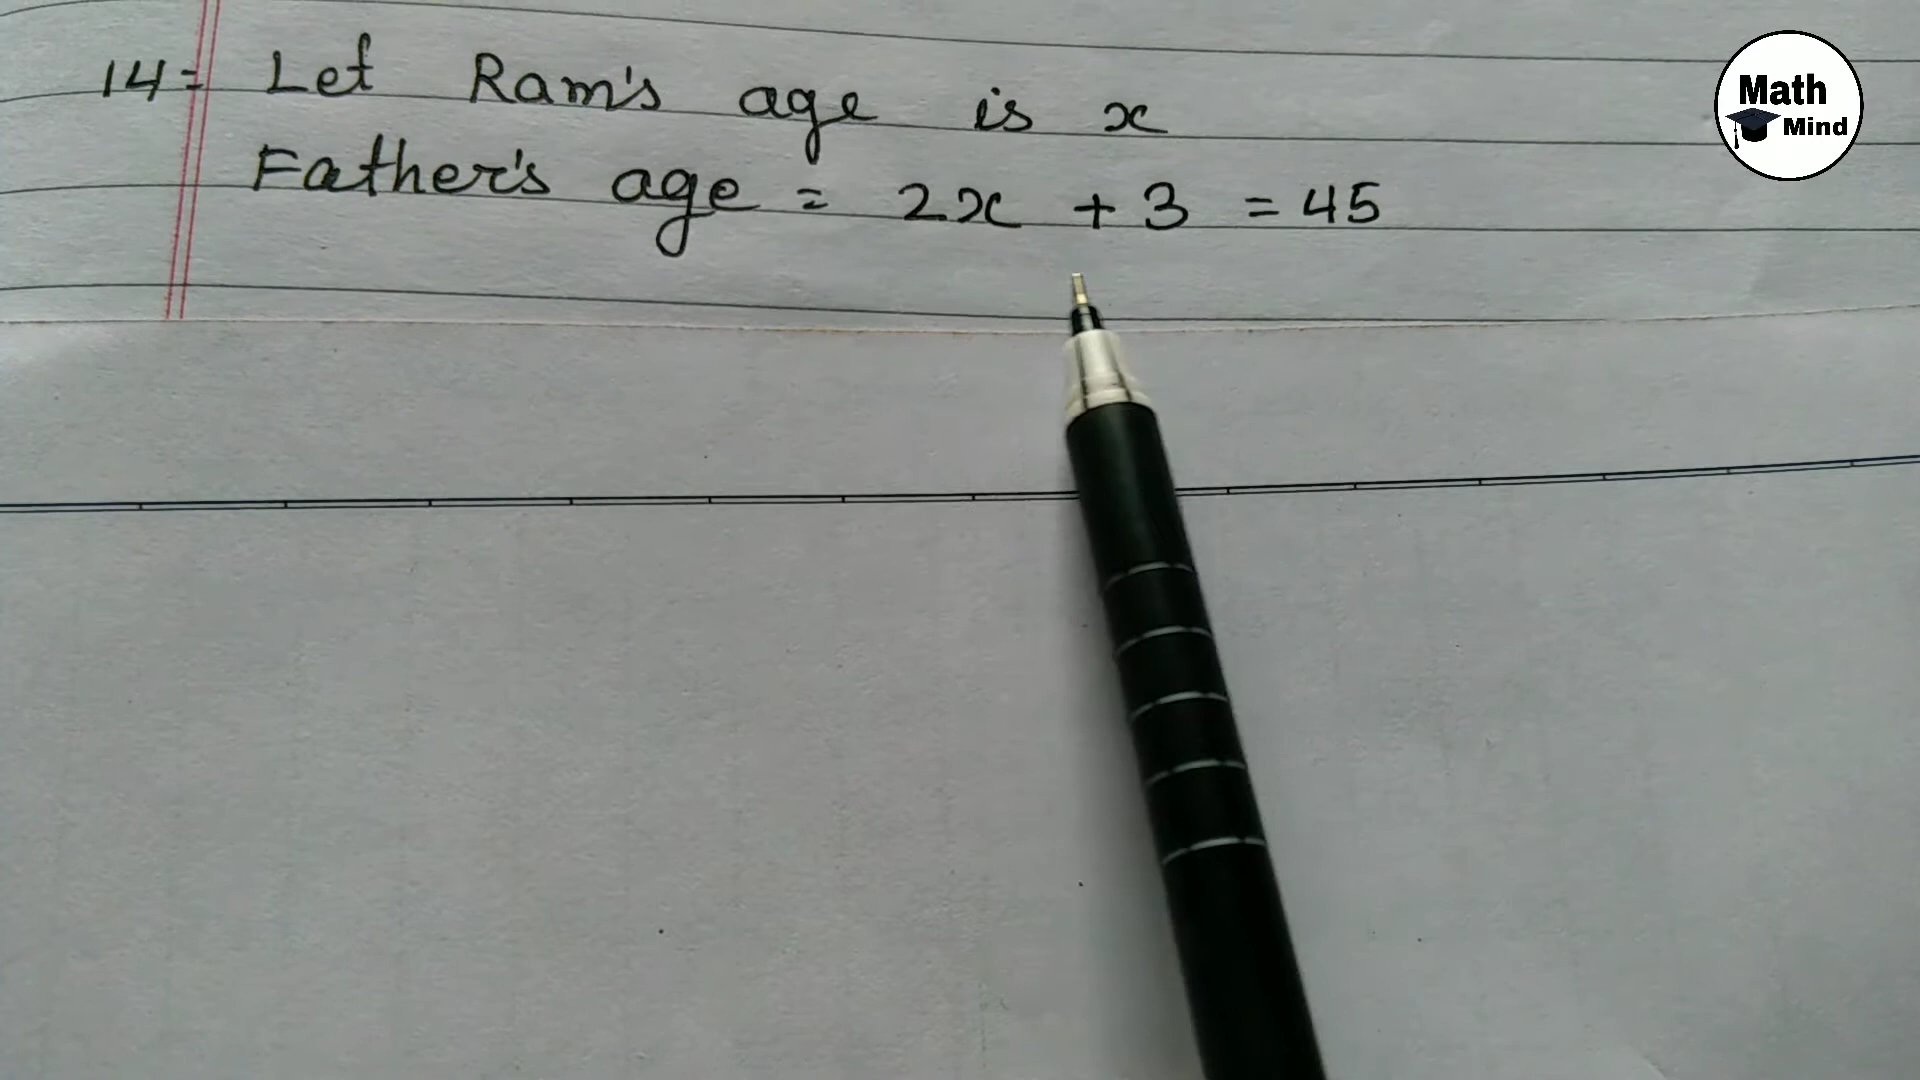 14= Let Ram's age is x
Father's age = 2x + 3 = 45
Math
Mind